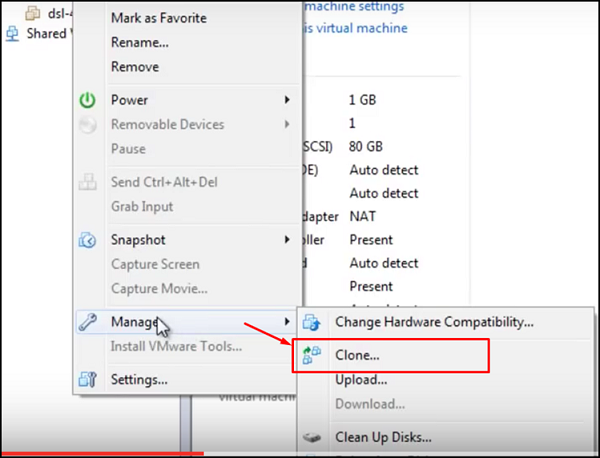 dsl-
Shared
machine settings
is virtual machine
Mark as Favorite
Rename...
Remove
Power
Removable Devices
Pause
Send Ctrl+Alt+Del
Grab Input
Snapshot
Capture Screen
Capture Movie...
Manage
Install VMware Tools...
Settings...
1 GB
1
SCSI) 80 GB
DE) Auto detect
Auto detect
dapter NAT
oller Present
d Auto detect
Present
Auto detect
Change Hardware Compatibility...
Clone...
Upload...
Download...
Clean Up Disks...
virtual machin